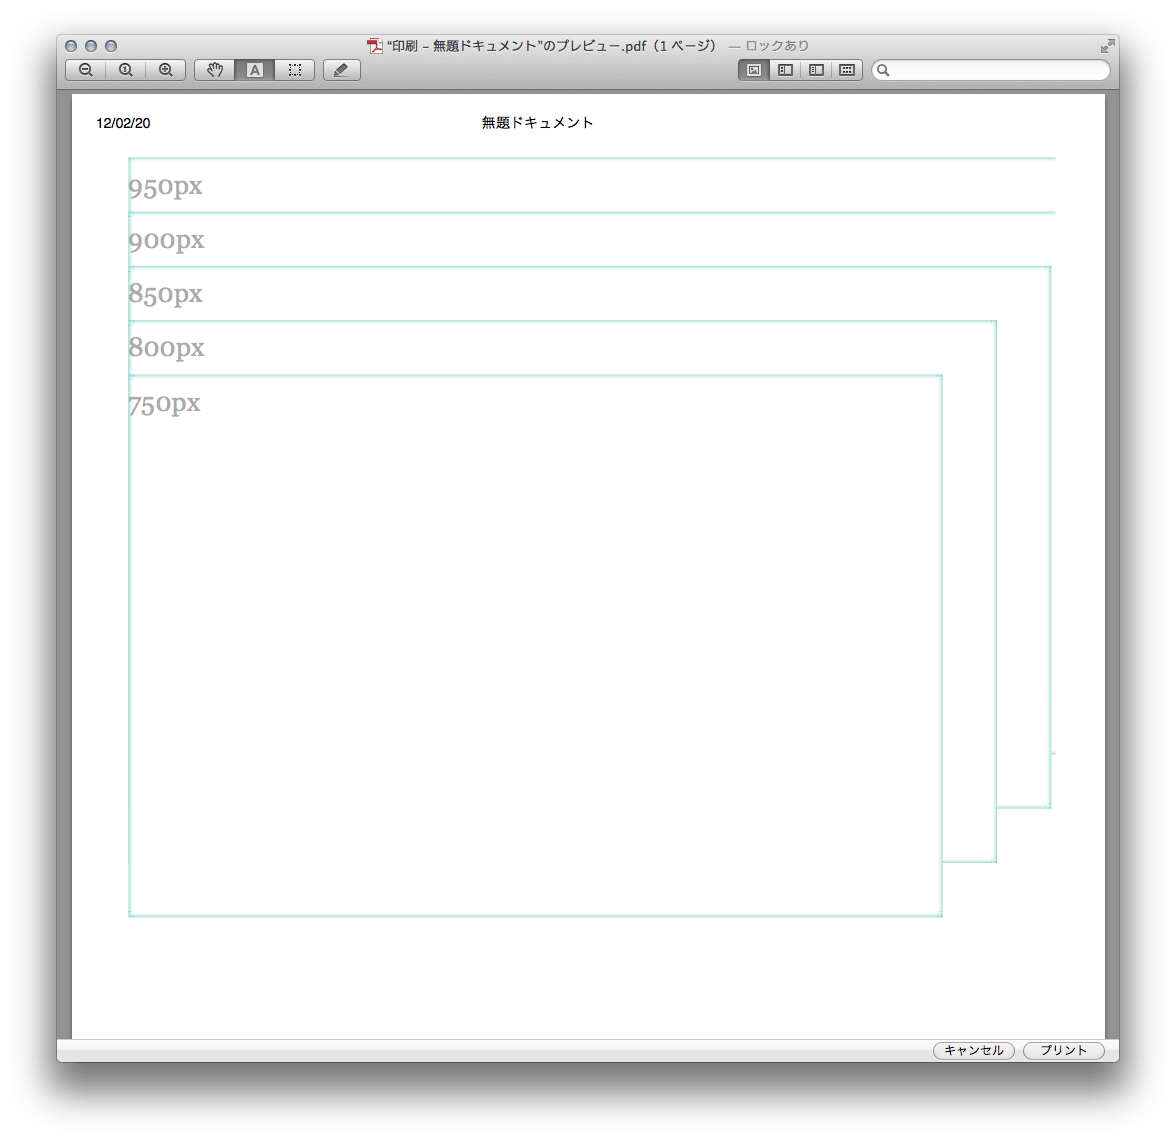 “印刷 – 無題ドキュメント”のプレビュー.pdf（1 ページ） — ロックあり
12/02/20
無題ドキュメント
950px
900px
850px
800px
750px
キャンセル
プリント